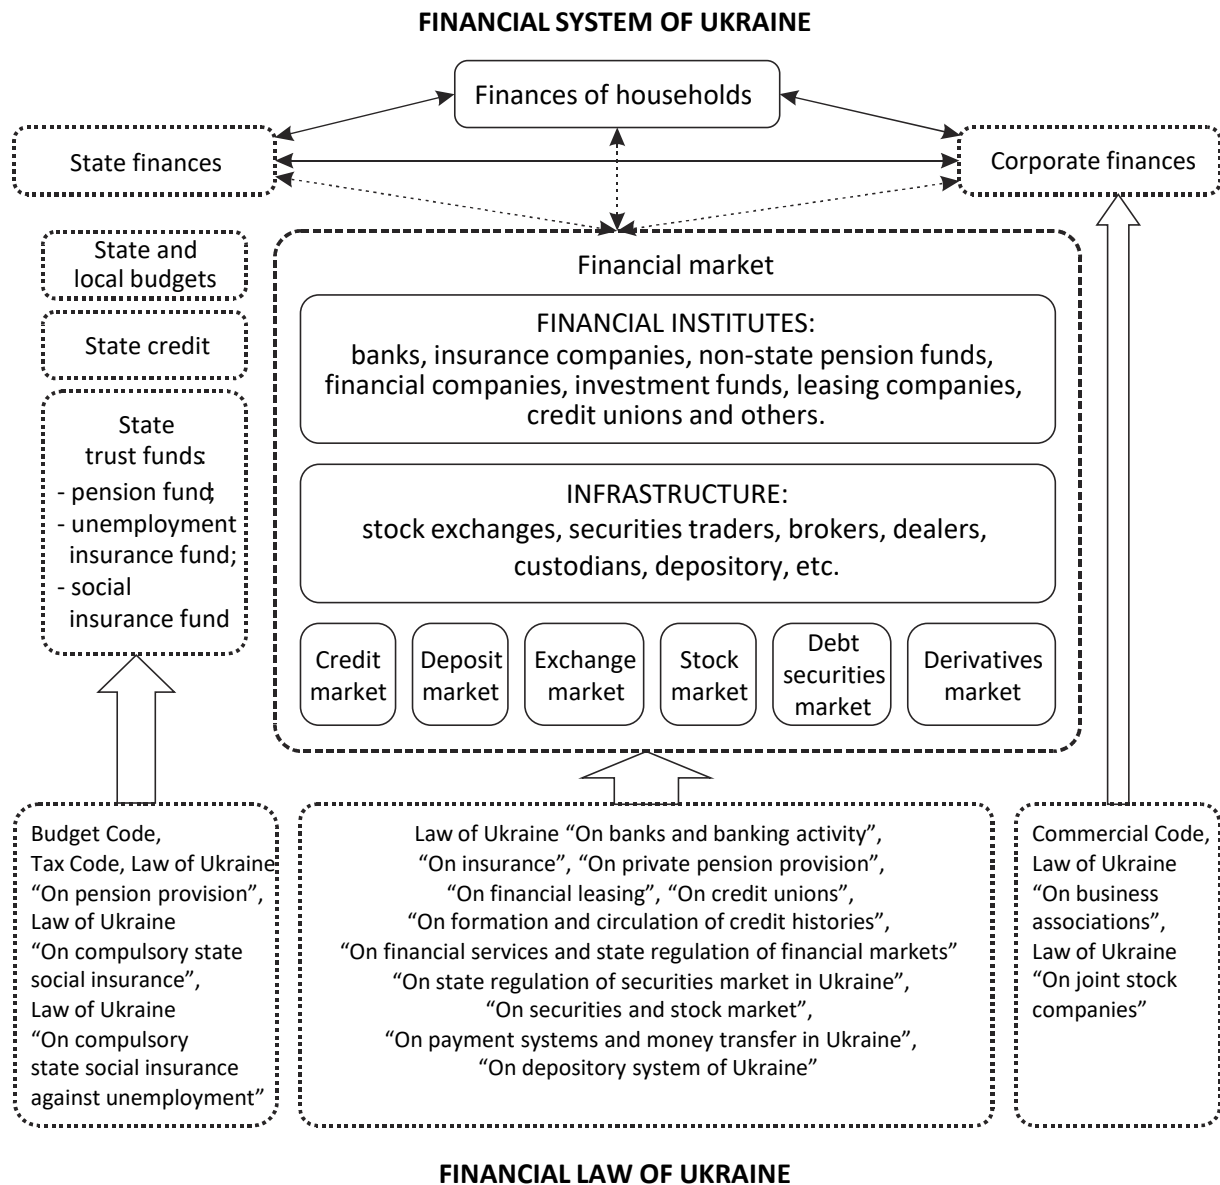 FINANCIAL SYSTEM OF UKRAINE
Finances of households
State finances
Corporate finances
State and
local budgets
State credit
State
trust funds:
- pension fund;
- unemployment
insurance fund;
- social
insurance fund
Financial market
FINANCIAL INSTITUTES:
banks, insurance companies, non-state pension funds,
financial companies, investment funds, leasing companies,
credit unions and others.
INFRASTRUCTURE:
stock exchanges, securities traders, brokers, dealers,
custodians, depository, etc.
Credit
market
Deposit
market
Exchange
market
Stock
market
Debt
securities
market
Derivatives
market
Budget Code,
Tax Code, Law of Ukraine
“On pension provision”,
Law of Ukraine
“On compulsory state
social insurance”,
Law of Ukraine
“On compulsory
state social insurance
against unemployment”
Law of Ukraine “On banks and banking activity”,
“On insurance”, “On private pension provision”,
“On financial leasing”, “On credit unions”,
“On formation and circulation of credit histories”,
“On financial services and state regulation of financial markets”
“On state regulation of securities market in Ukraine”,
“On securities and stock market”,
“On payment systems and money transfer in Ukraine”,
“On depository system of Ukraine”
Commercial Code,
Law of Ukraine
“On business
associations”,
Law of Ukraine
“On joint stock
companies”
FINANCIAL LAW OF UKRAINE